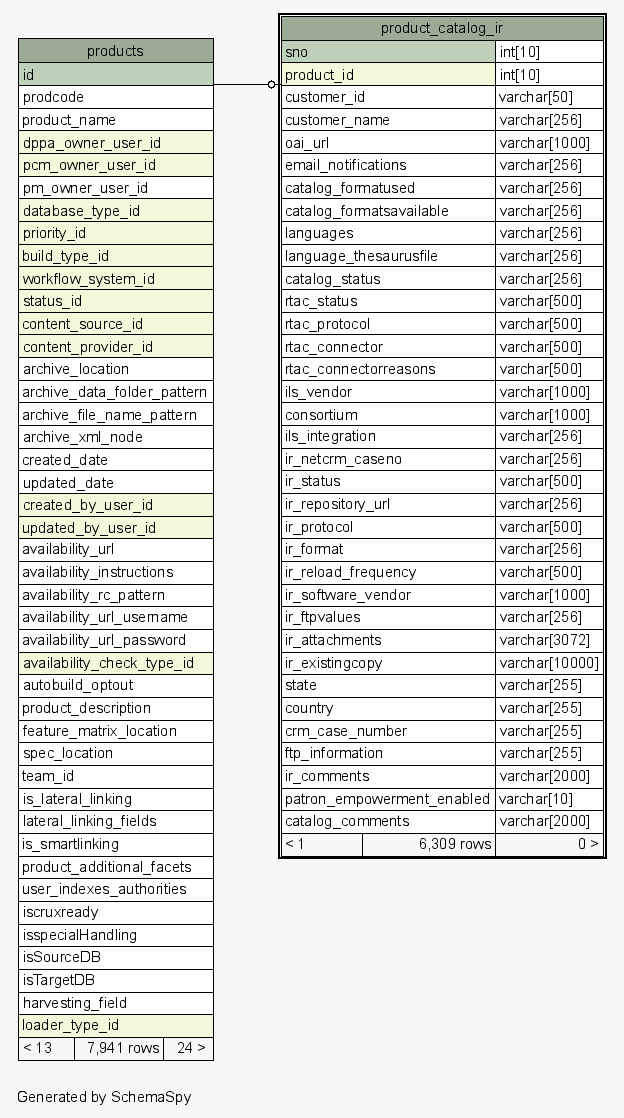 products
id
prodcode
product_name
dppa_owner_user_id
pcm_owner_user_id
pm_owner_user_id
database_type_id
priority_id
build_type_id
workflow_system_id
status_id
content_source_id
content_provider_id
archive_location
archive_data_folder_pattern
archive_file_name_pattern
archive_xml_node
created_date
updated_date
created_by_user_id
updated_by_user_id
availability_url
availability_instructions
availability_rc_pattern
availability_url_username
availability_url_password
availability_check_type_id
autobuild_optout
product_description
feature_matrix_location
spec_location
team_id
is_lateral_linking
lateral_linking_fields
is_smartlinking
product_additional_facets
user_indexes_authorities
iscruxready
isspecialHandling
isSourceDB
isTargetDB
harvesting_field
loader_type_id
< 13 7,941 rows 24 >
product_catalog_ir
sno int[10]
product_id int[10]
customer_id varchar[50]
customer_name varchar[256]
oai_url varchar[1000]
email_notifications varchar[256]
catalog_formatused varchar[256]
catalog_formatsavailable varchar[256]
languages varchar[256]
language_thesaurusfile varchar[256]
catalog_status varchar[256]
rtac_status varchar[500]
rtac_protocol varchar[500]
rtac_connector varchar[500]
rtac_connectorreasons varchar[500]
ils_vendor varchar[1000]
consortium varchar[1000]
ils_integration varchar[256]
ir_netcrm_caseno varchar[256]
ir_status varchar[500]
ir_repository_url varchar[256]
ir_protocol varchar[500]
ir_format varchar[256]
ir_reload_frequency varchar[500]
ir_software_vendor varchar[1000]
ir_ftpvalues varchar[256]
ir_attachments varchar[3072]
ir_existingcopy varchar[10000]
state varchar[255]
country varchar[255]
crm_case_number varchar[255]
ftp_information varchar[255]
ir_comments varchar[2000]
patron_empowerment_enabled varchar[10]
catalog_comments varchar[2000]
< 1 6,309 rows 0 >
Generated by SchemaSpy